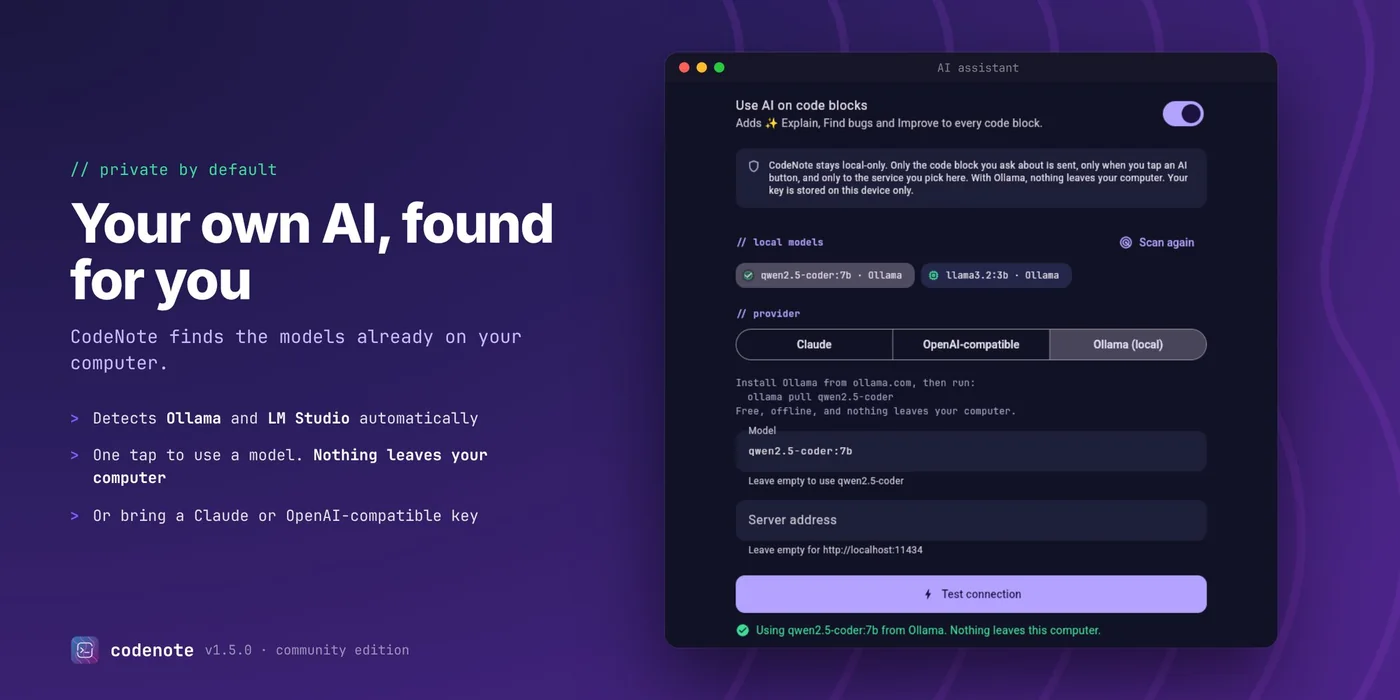 // private by default
Your own AI, found
for you
CodeNote finds the models already on your
computer.
> Detects Ollama and LM Studio automatically
> One tap to use a model. Nothing leaves your
computer
> Or bring a Claude or OpenAI-compatible key
codenote v1.5.0 · community edition
AI assistant
Use AI on code blocks
Adds ✨ Explain, Find bugs and Improve to every code block.
CodeNote stays local-only. Only the code block you ask about is sent, only when you tap an AI
button, and only to the service you pick here. With Ollama, nothing leaves your computer. Your
key is stored on this device only.
// local models
Scan again
qwen2.5-coder:7b · Ollama
llama3.2:3b · Ollama
// provider
Claude
OpenAI-compatible
Ollama (local)
Install Ollama from ollama.com, then run:
ollama pull qwen2.5-coder
Free, offline, and nothing leaves your computer.
Model
qwen2.5-coder:7b
Leave empty to use qwen2.5-coder
Server address
Leave empty for http://localhost:11434
Test connection
Using qwen2.5-coder:7b from Ollama. Nothing leaves this computer.